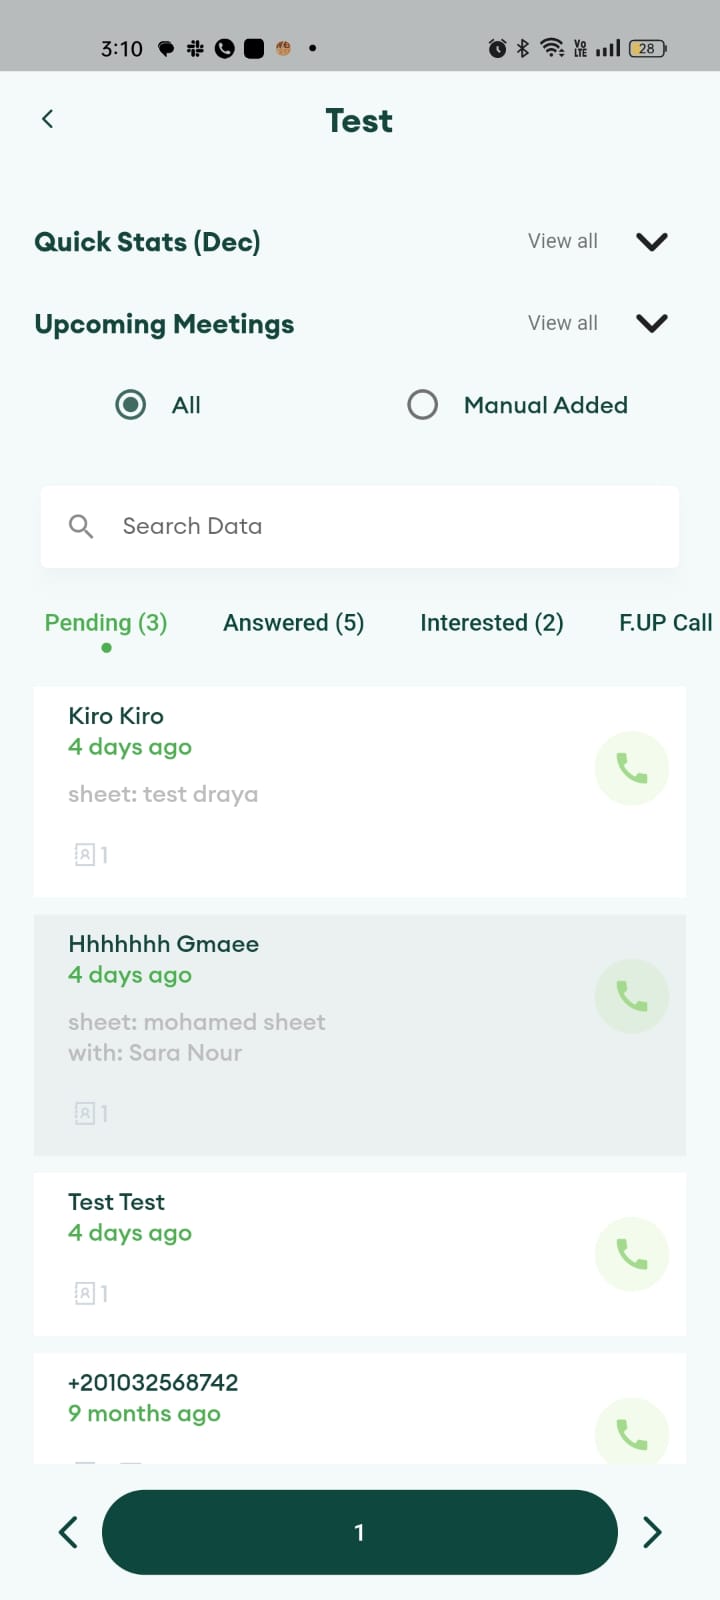 3:10
VoLTE
28
Test
Quick Stats (Dec)
View all
Upcoming Meetings
View all
All
Manual Added
Search Data
Pending (3)
Answered (5)
Interested (2)
F.UP Call
Kiro Kiro
4 days ago
sheet: test draya
1
Hhhhhhh Gmaee
4 days ago
sheet: mohamed sheet
with: Sara Nour
1
Test Test
4 days ago
1
+201032568742
9 months ago
1